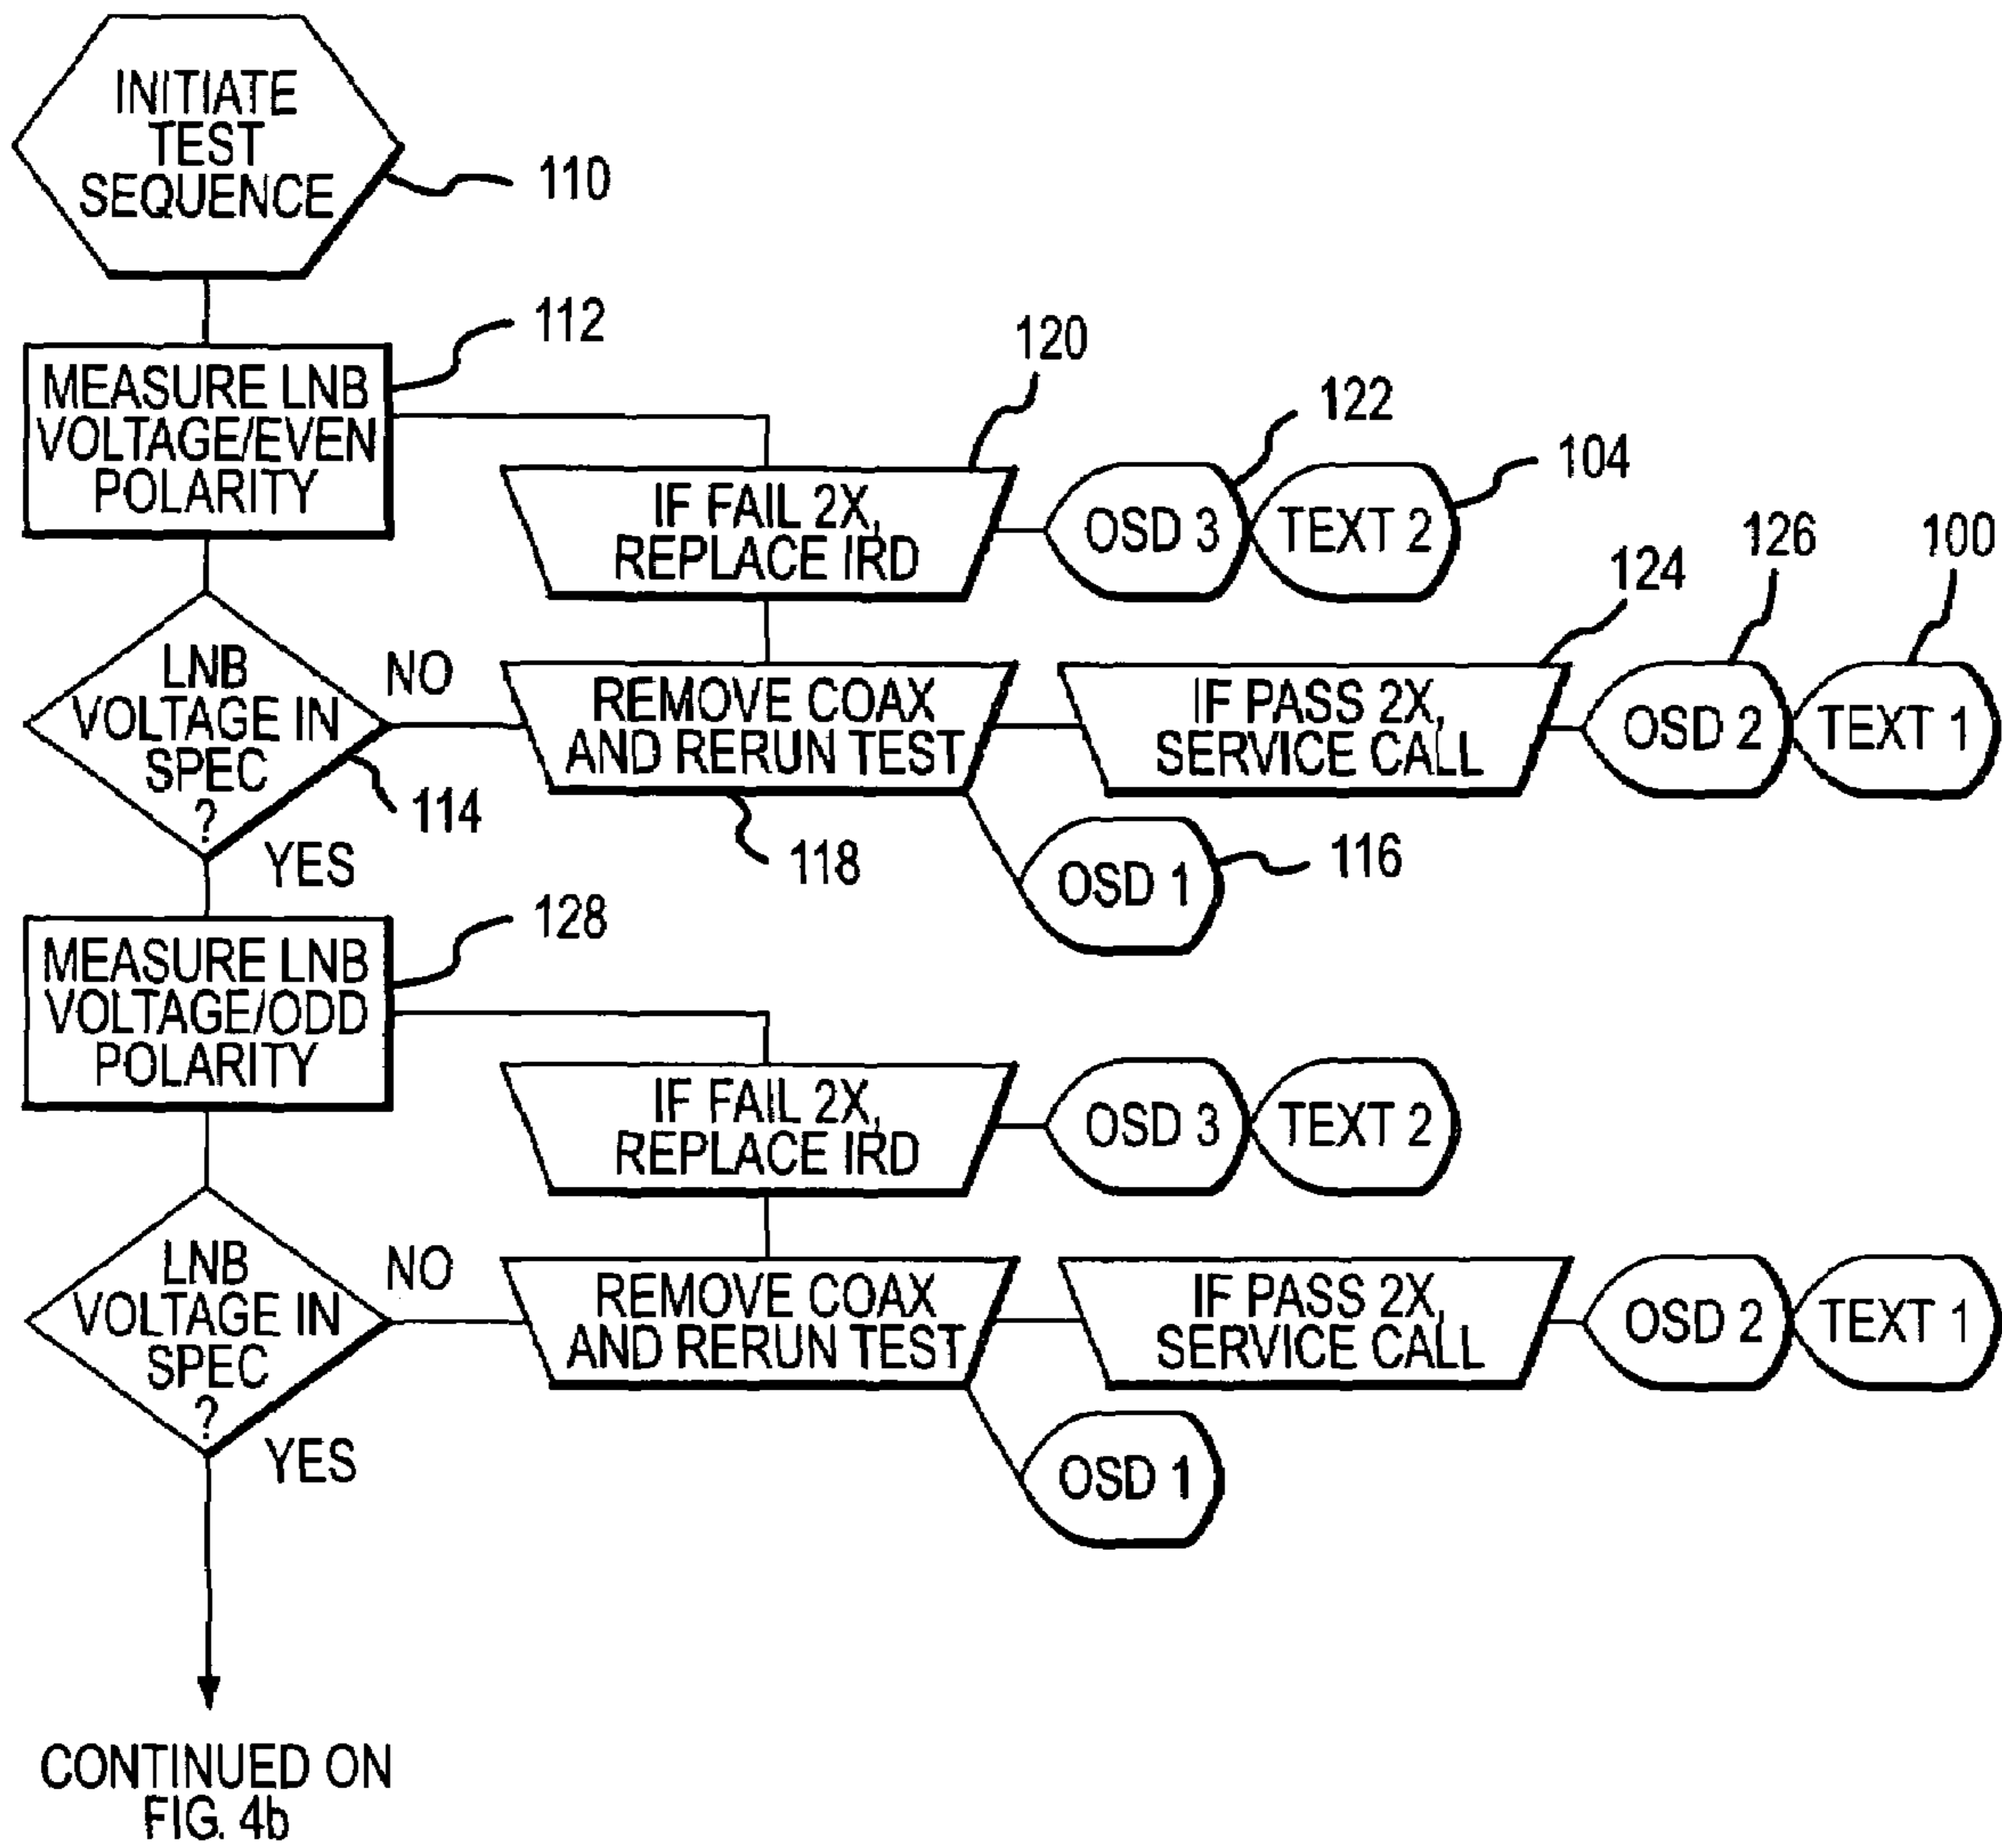 INITIATE
TEST
SEQUENCE
110
MEASURE LNB
VOLTAGE/EVEN
POLARITY
112
120
IF FAIL 2X,
REPLACE IRD
122
OSD 3
104
TEXT 2
LNB
VOLTAGE IN
SPEC
?
114
NO
YES
REMOVE COAX
AND RERUN TEST
118
124
IF PASS 2X,
SERVICE CALL
126
OSD 2
100
TEXT 1
OSD 1
116
MEASURE LNB
VOLTAGE/ODD
POLARITY
128
IF FAIL 2X,
REPLACE IRD
OSD 3
TEXT 2
LNB
VOLTAGE IN
SPEC
?
NO
YES
REMOVE COAX
AND RERUN TEST
IF PASS 2X,
SERVICE CALL
OSD 2
TEXT 1
OSD 1
CONTINUED ON
FIG. 4b